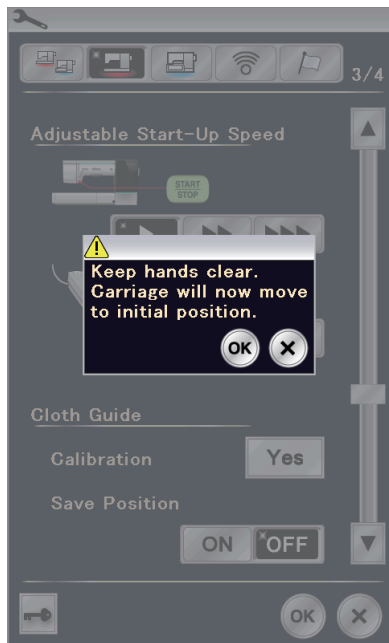 3/4
Adjustable Start-Up Speed
START
STOP
Keep hands clear.
Carriage will now move
to initial position.
OK
Cloth Guide
Calibration
Yes
Save Position
ON
OFF
OK